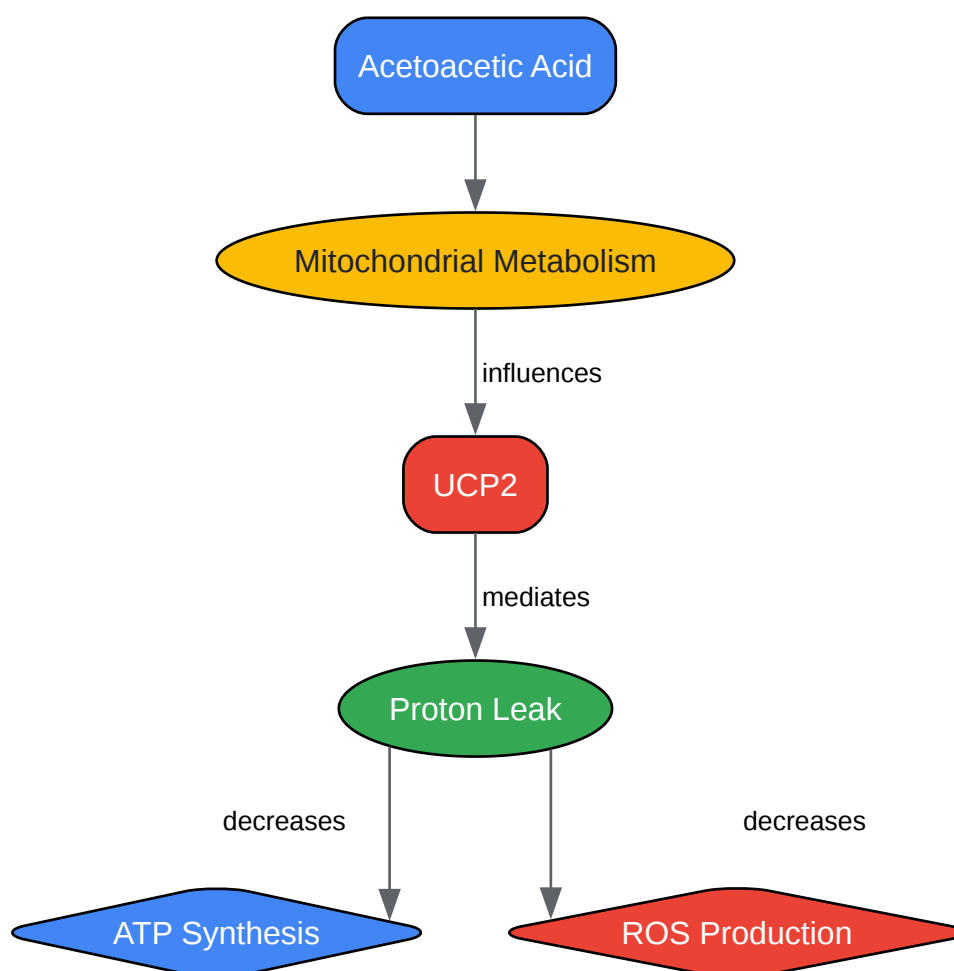 Acetoacetic Acid
Mitochondrial Metabolism
influences
UCP2
mediates
Proton Leak
decreases
decreases
ATP Synthesis
ROS Production